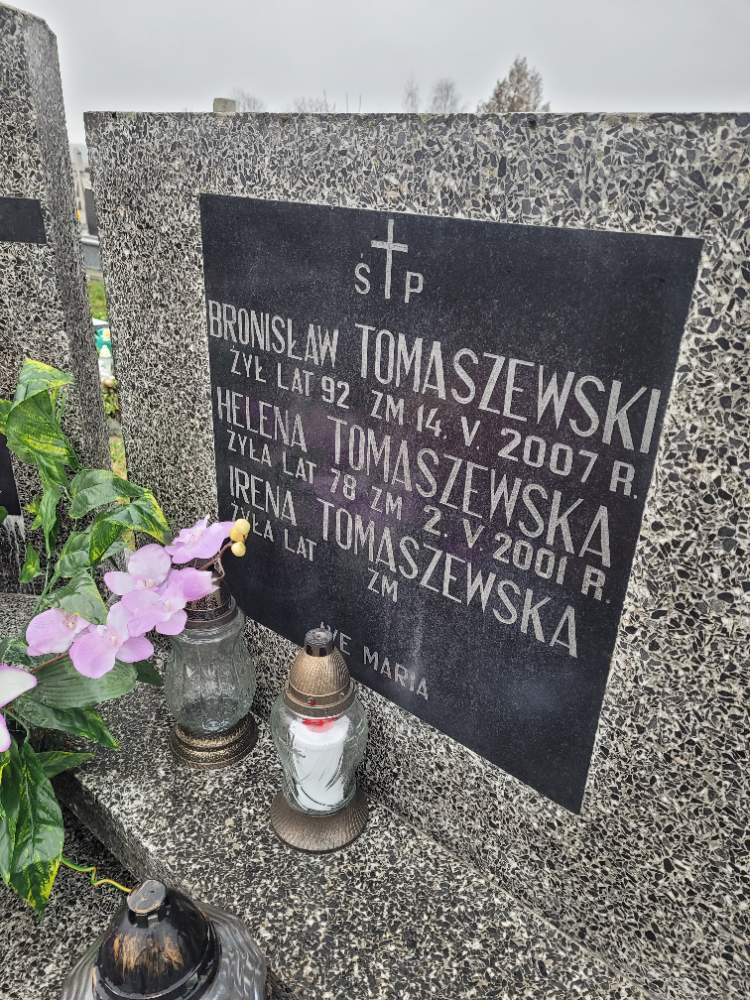 Ś P
BRONISŁAW TOMASZEWSKI
ŻYŁ LAT 92 ZM 14. V. 2007 R.
HELENA TOMASZEWSKA
ŻYŁA LAT 78 ZM 2. V. 2001 R.
IRENA TOMASZEWSKA
ŻYŁA LAT ZM
AVE MARIA